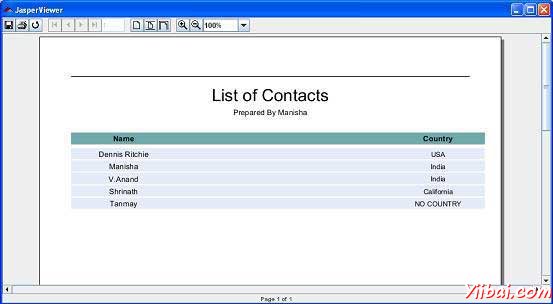 JasperViewer
100%
List of Contacts
Prepared By Manisha
Name Country
Dennis Ritchie USA
Manisha India
V.Anand India
Shrinath California
Tanmay NO COUNTRY
Page 1 of 1
Yiibai.com